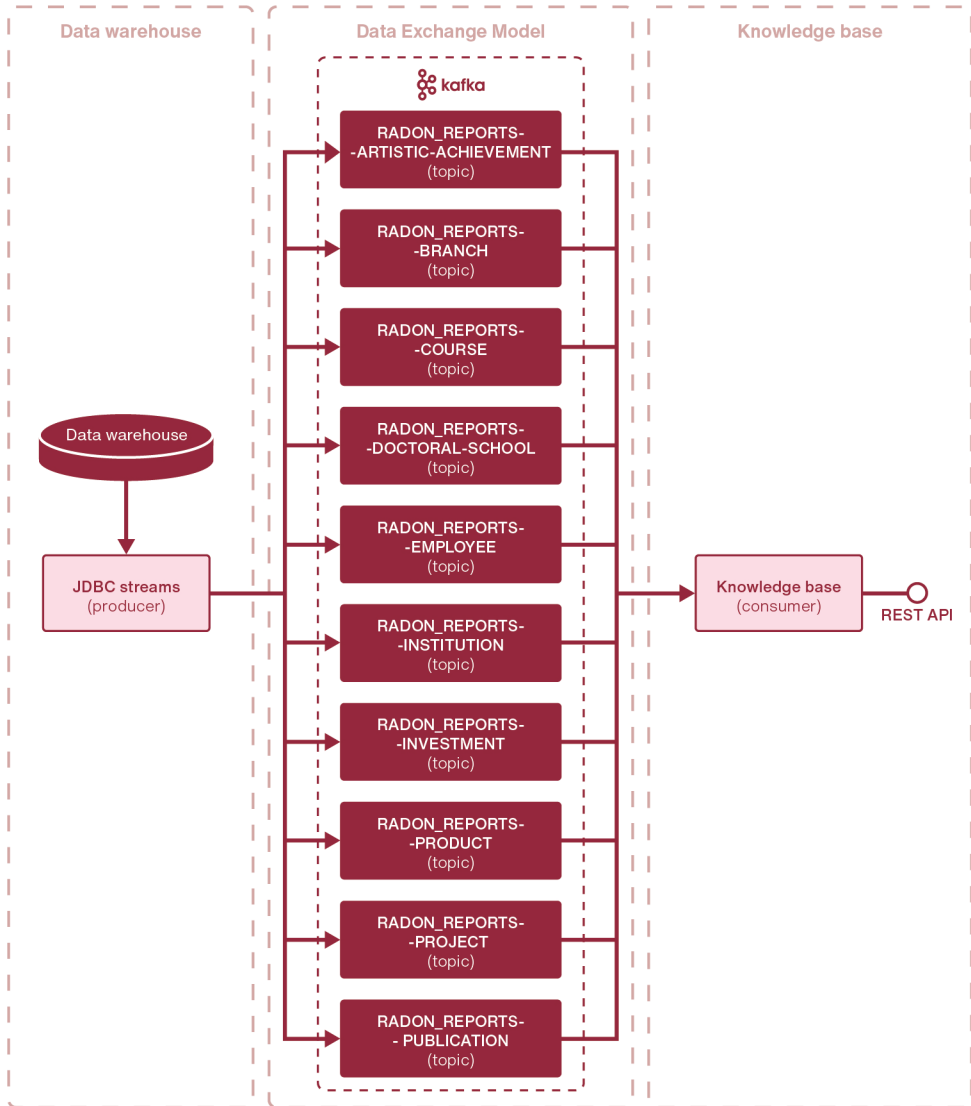 Data warehouse
Data Exchange Model
Knowledge base
kafka
RADON_REPORTS-
-ARTISTIC-ACHIEVEMENT
(topic)
RADON_REPORTS-
-BRANCH
(topic)
RADON_REPORTS-
-COURSE
(topic)
RADON_REPORTS-
-DOCTORAL-SCHOOL
(topic)
RADON_REPORTS-
-EMPLOYEE
(topic)
RADON_REPORTS-
-INSTITUTION
(topic)
RADON_REPORTS-
-INVESTMENT
(topic)
RADON_REPORTS-
-PRODUCT
(topic)
RADON_REPORTS-
-PROJECT
(topic)
RADON_REPORTS-
- PUBLICATION
(topic)
Data warehouse
JDBC streams
(producer)
Knowledge base
(consumer)
REST API